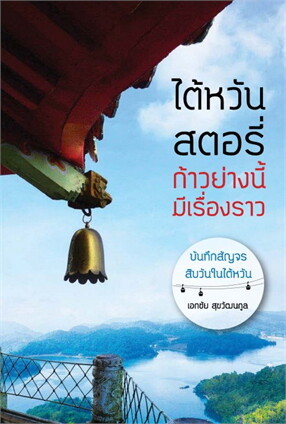 ไต้หวัน
สตอรี่
ก้าวย่างนี้
มีเรื่องราว
บันทึกสัญจร
สิบวันในไต้หวัน
เอกชัย สุขวัฒนกูล